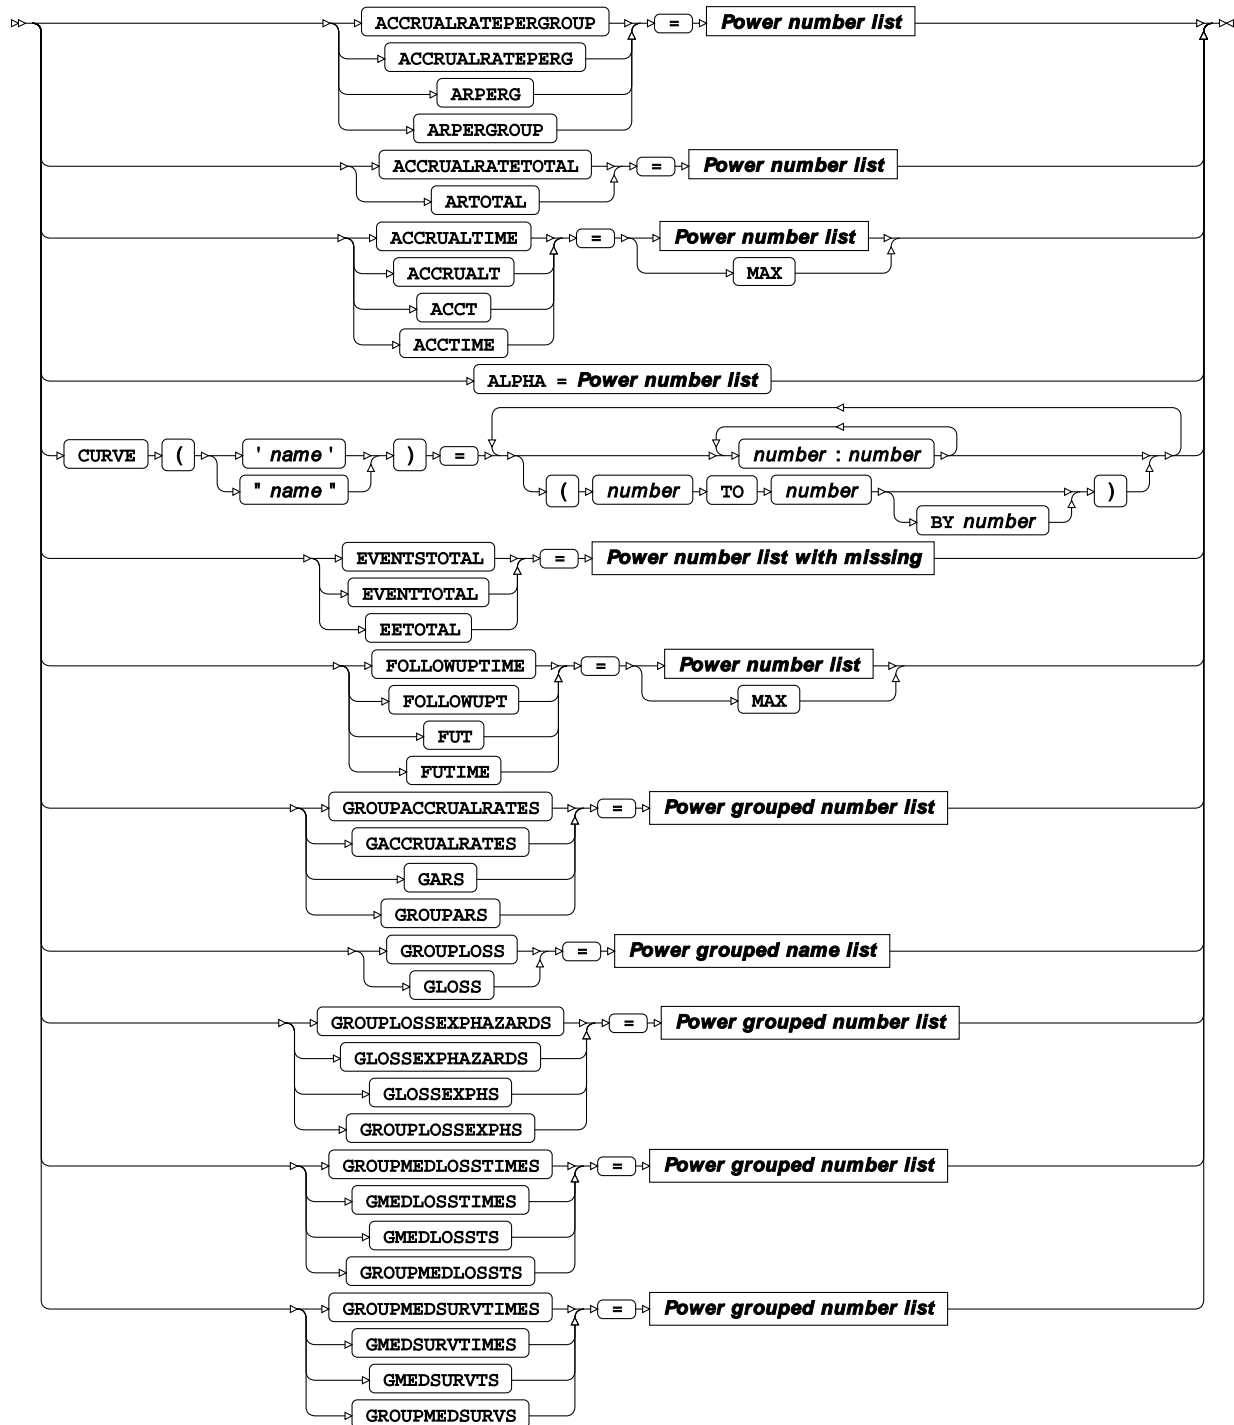 ACCRUALRATEPERGROUP = Power number list
ACCRUALRATEPERG
ARPERG
ARPERGROUP
ACCRUALRATETOTAL = Power number list
ARTOTAL
ACCRUALTIME = Power number list
ACCRUALT MAX
ACCT
ACCTIME
ALPHA = Power number list
CURVE ( ' name ' ) = number : number
" name " ( number TO number BY number )
EVENTSTOTAL = Power number list with missing
EVENTTOTAL
EETOTAL
FOLLOWUPTIME = Power number list
FOLLOWUPT MAX
FUT
FUTIME
GROUPACCRUALRATES = Power grouped number list
GACCRUALRATES
GARS
GROUPARS
GROUPLOSS = Power grouped name list
GLOSS
GROUPLOSSEXPHAZARDS = Power grouped number list
GLOSSEXPHAZARDS
GLOSSEXPHS
GROUPLOSSEXPHS
GROUPMEDLOSSTIMES = Power grouped number list
GMEDLOSSTIMES
GMEDLOSSTS
GROUPMEDLOSSTS
GROUPMEDSURVTIMES = Power grouped number list
GMEDSURVTIMES
GMEDSURVTS
GROUPMEDSURVS